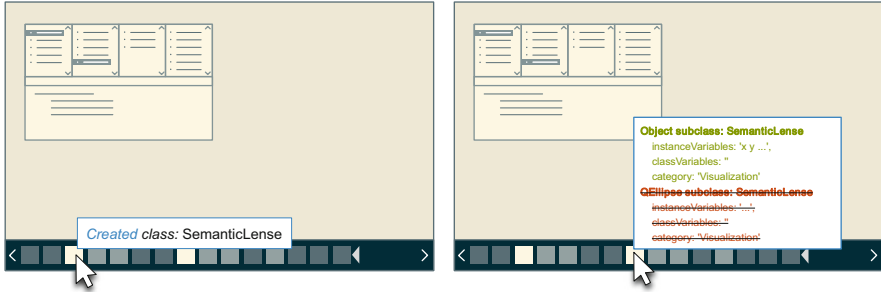 Created class: SemanticLense
Object subclass: SemanticLense
instanceVariables: 'x y ...',
classVariables: ''
category: 'Visualization'
QEllipse subclass: SemanticLense
instanceVariables: '...',
classVariables: ''
category: 'Visualization'